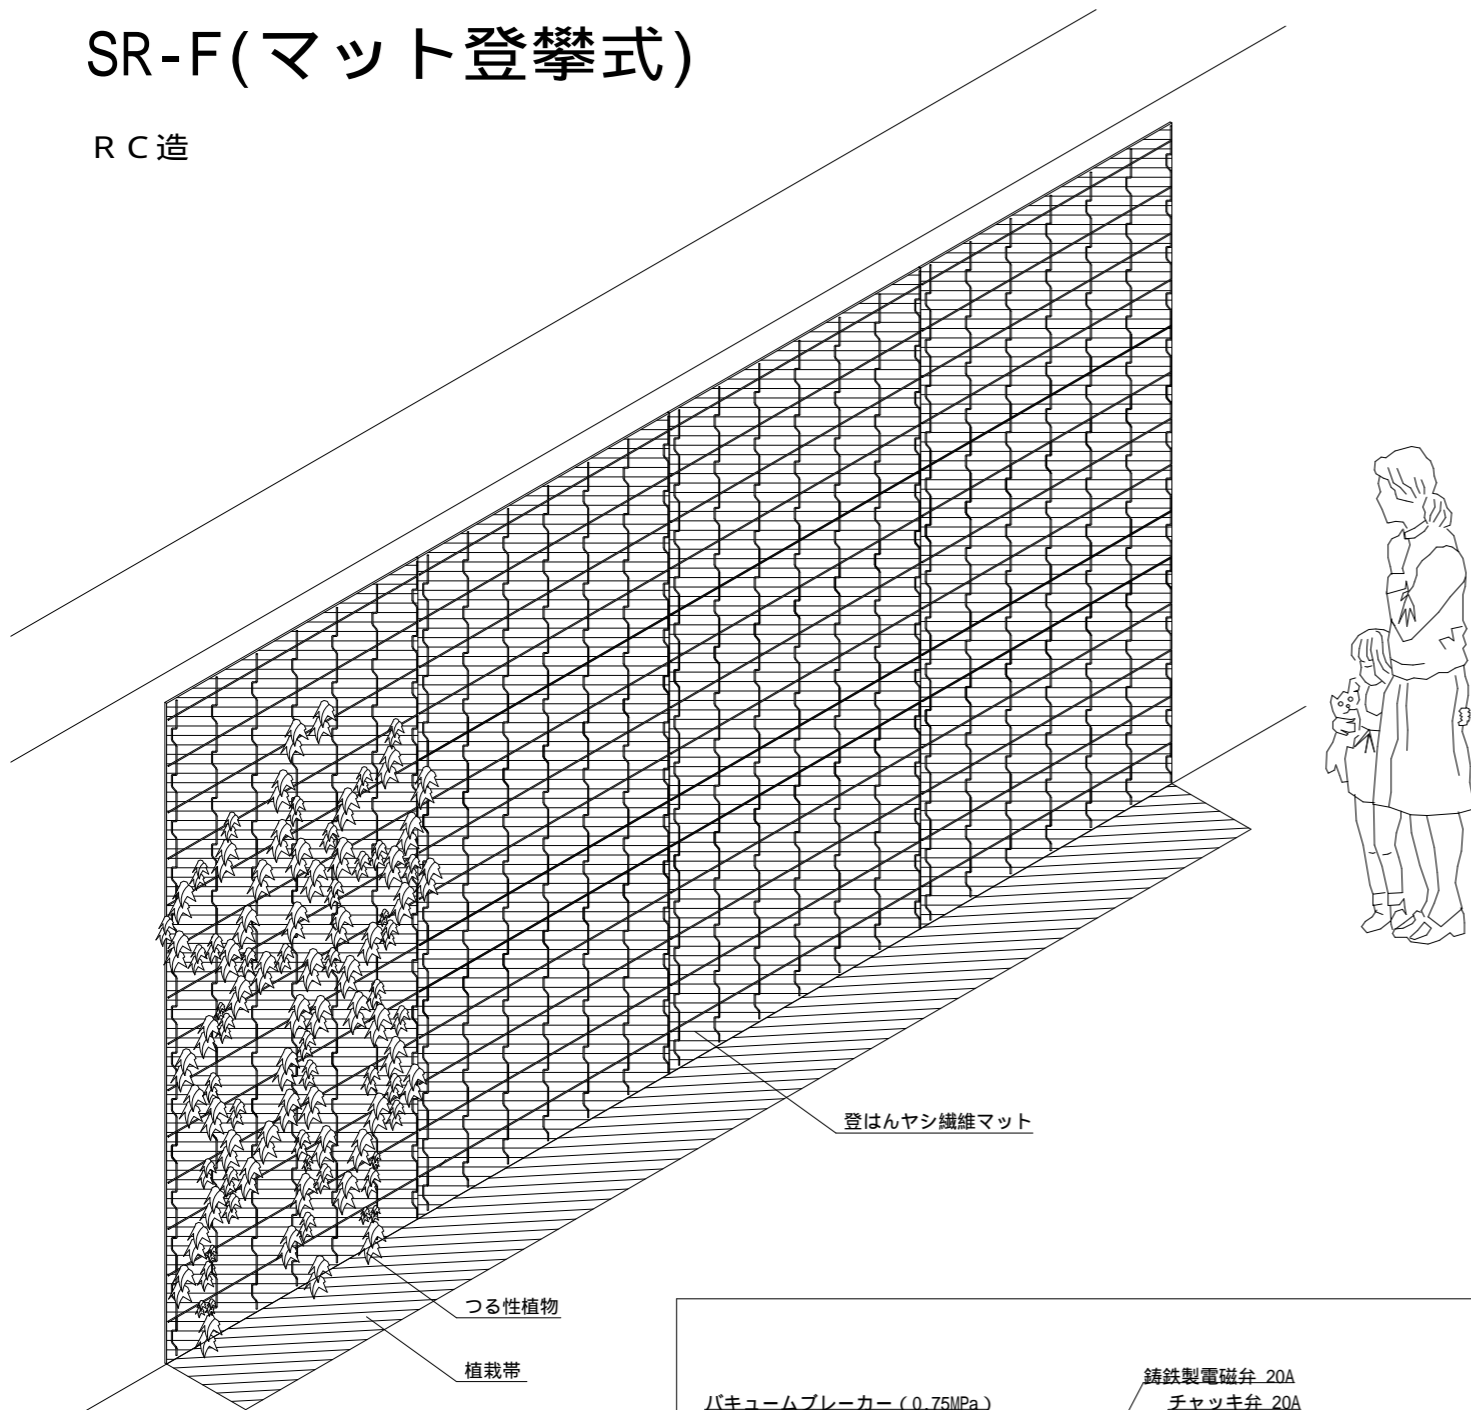 SR-F(マット登攀式)
ＲＣ造
登はんヤシ繊維マット
つる性植物
植栽帯
鋳鉄製電磁弁 20A
チャッキ弁 20A
バキュームブレーカー（0.75MPa）